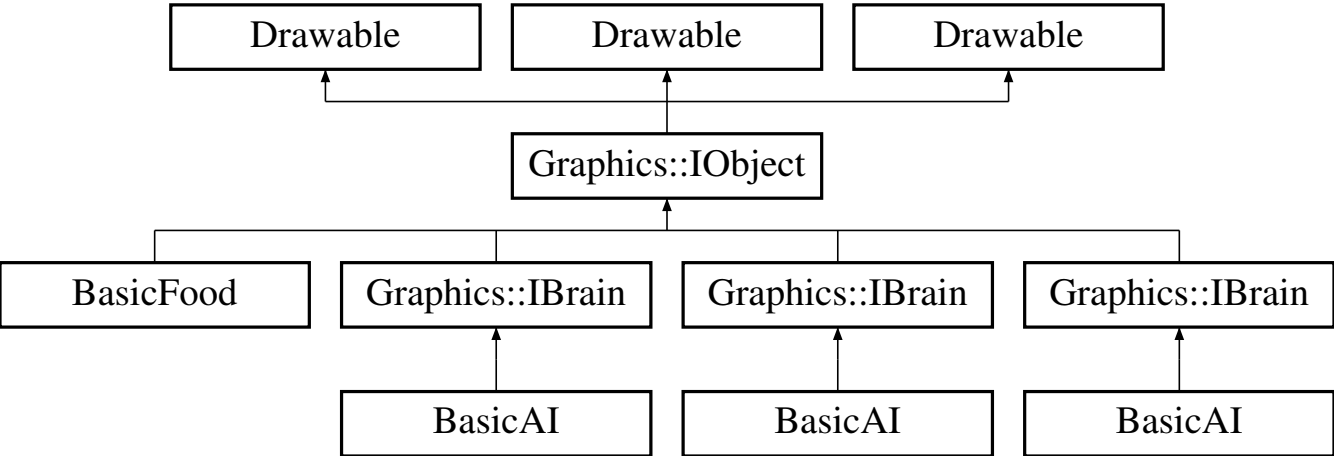 Drawable Drawable Drawable
Graphics::IObject
BasicFood Graphics::IBrain Graphics::IBrain Graphics::IBrain
BasicAI BasicAI BasicAI